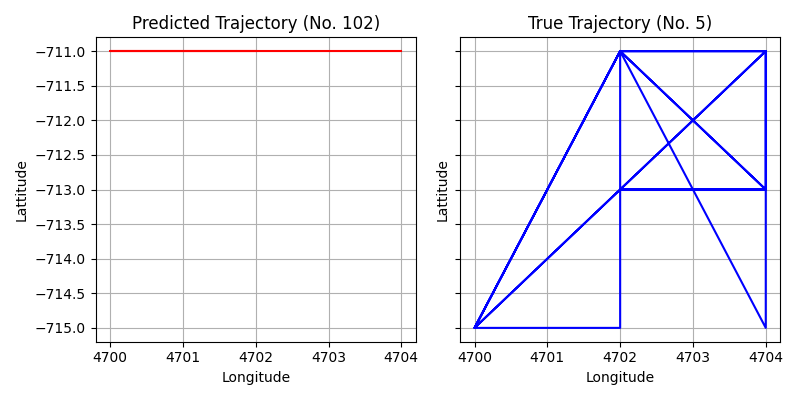 Predicted Trajectory (No. 102)
True Trajectory (No. 5)
−711.0
−711.5
−712.0
−712.5
−713.0
−713.5
−714.0
−714.5
−715.0
Lattitude
Lattitude
4700 4701 4702 4703 4704
4700 4701 4702 4703 4704
Longitude
Longitude